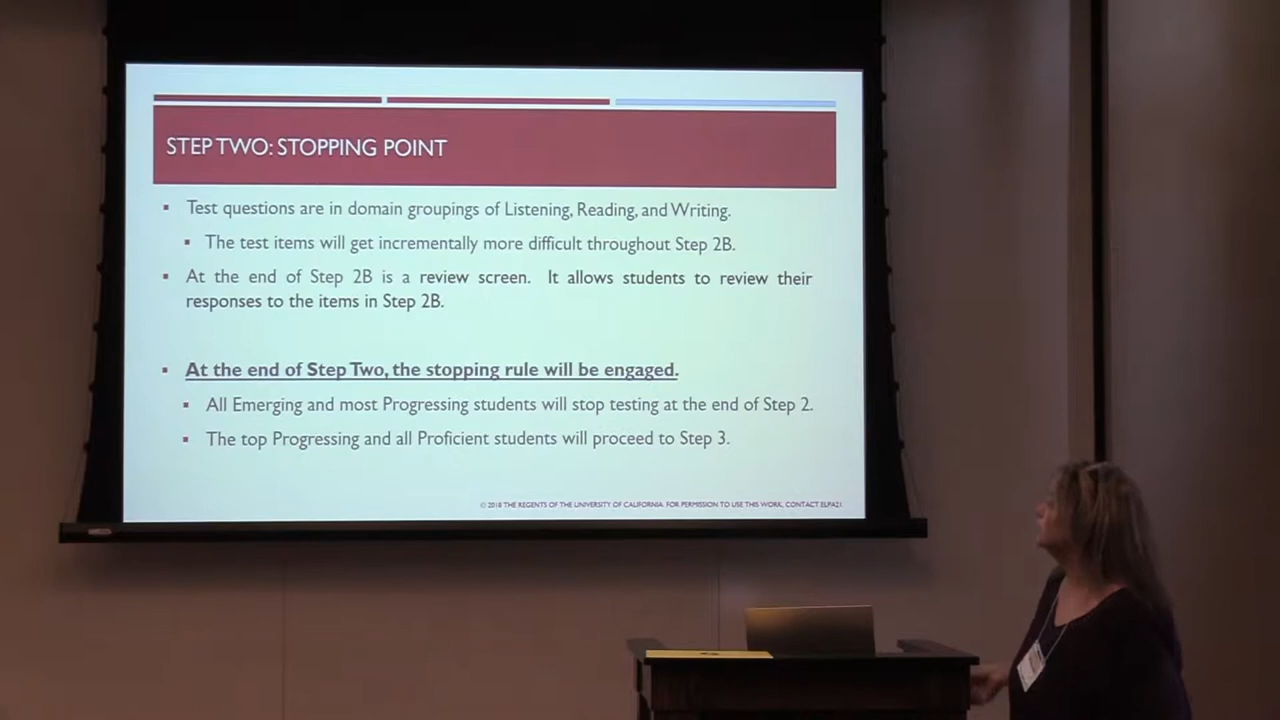 STEP TWO: STOPPING POINT
▪ Test questions are in domain groupings of Listening, Reading, and Writing.
▪ The test items will get incrementally more difficult throughout Step 2B.
▪ At the end of Step 2B is a review screen. It allows students to review their
responses to the items in Step 2B.
▪ At the end of Step Two, the stopping rule will be engaged.
▪ All Emerging and most Progressing students will stop testing at the end of Step 2.
▪ The top Progressing and all Proficient students will proceed to Step 3.
© 2018 THE REGENTS OF THE UNIVERSITY OF CALIFORNIA. FOR PERMISSION TO USE THIS WORK, CONTACT ELPA21.